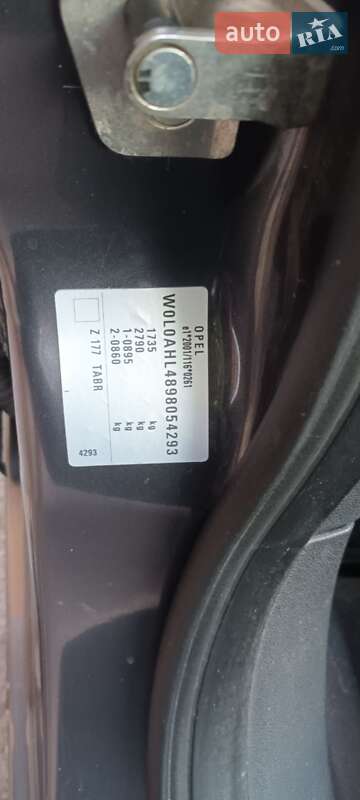 auto RIA
.com
OPEL
e1*2001/116*0261
W0L0AHL4898054293
1735 kg
2790 kg
1-0895 kg
2-0860 kg
Z 177 TABR
4293